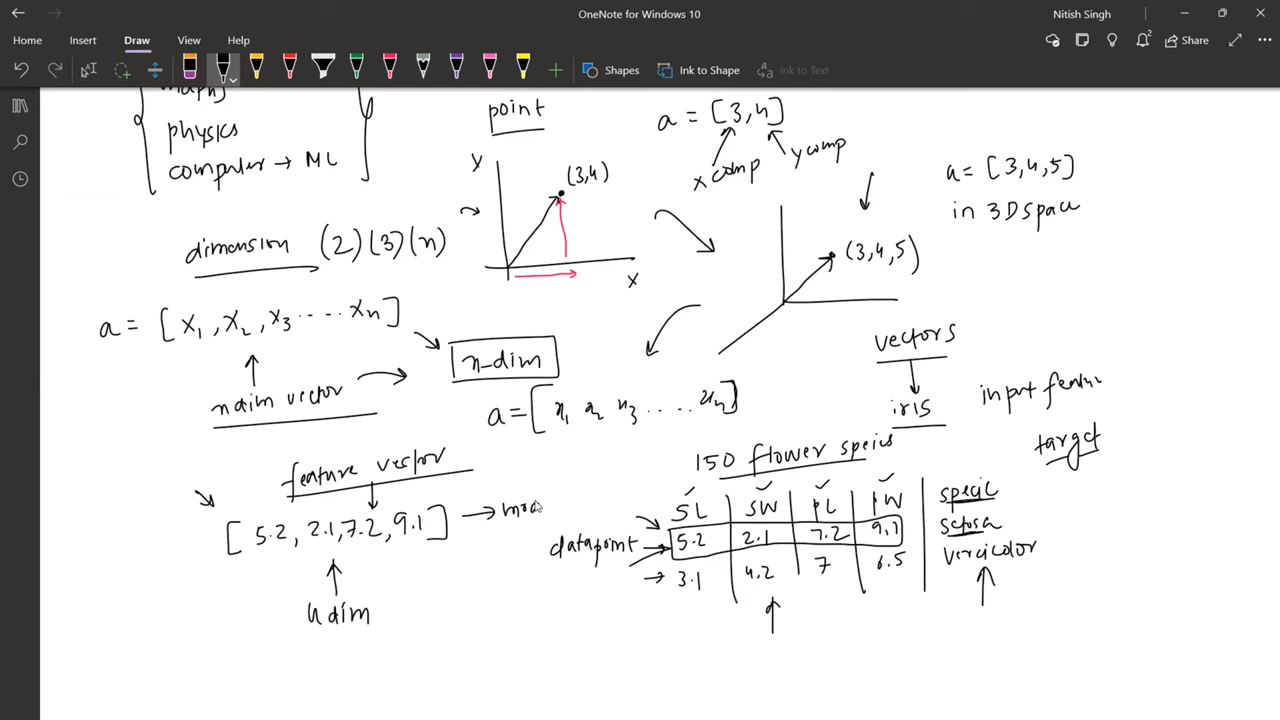 OneNote for Windows 10
Nitish Singh
Home Insert Draw View Help
Share
Shapes
Ink to Shape
Ink to Text
physics
computer → ML
point
a = [3,4]
x comp
y comp
Y
(3,4)
X
a = [3,4,5]
in 3D space
dimension (2)(3)(n)
(3,4,5)
a = [x1, x2, x3 ..... xn]
n dim vector
n-dim
a = [x1 x2 x3 ..... xn]
vectors
iris
input featur
target
feature vector
[5.2, 2.1, 7.2, 9.1] →
4 dim
150 flower speics
SL SW PL PW
datapoint
5.2 2.1 7.2 9.1
setosa
3.1 4.2 7 6.5
vercicolor